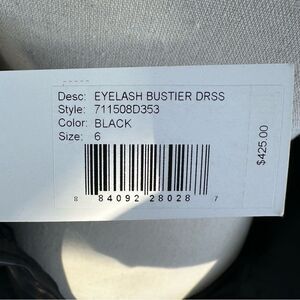 Desc: EYELASH BUSTIER DRSS
Style: 711508D353
Color: BLACK
Size: 6
$425.00
8 84092 28028 7